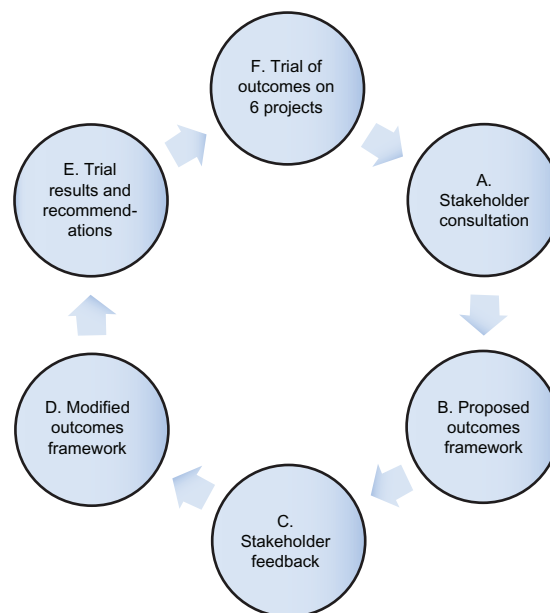 F. Trial of
outcomes on
6 projects
A.
Stakeholder
consultation
B. Proposed
outcomes
framework
C.
Stakeholder
feedback
D. Modified
outcomes
framework
E. Trial
results and
recommend-
ations